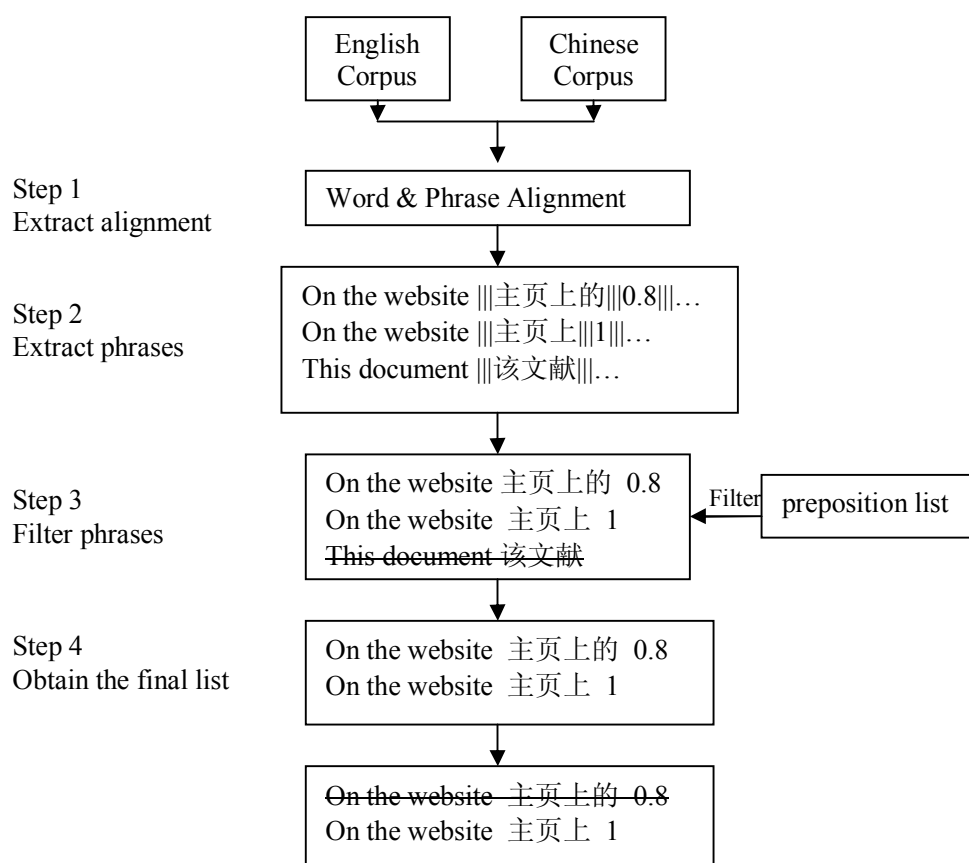 English
Corpus
Chinese
Corpus
Step 1
Extract alignment
Word & Phrase Alignment
Step 2
Extract phrases
On the website |||主页上的|||0.8|||…
On the website |||主页上|||1|||…
This document |||该文献|||…
Step 3
Filter phrases
On the website 主页上的 0.8
On the website 主页上 1
This document 该文献
Filter
preposition list
Step 4
Obtain the final list
On the website 主页上的 0.8
On the website 主页上 1
On the website 主页上的 0.8
On the website 主页上 1